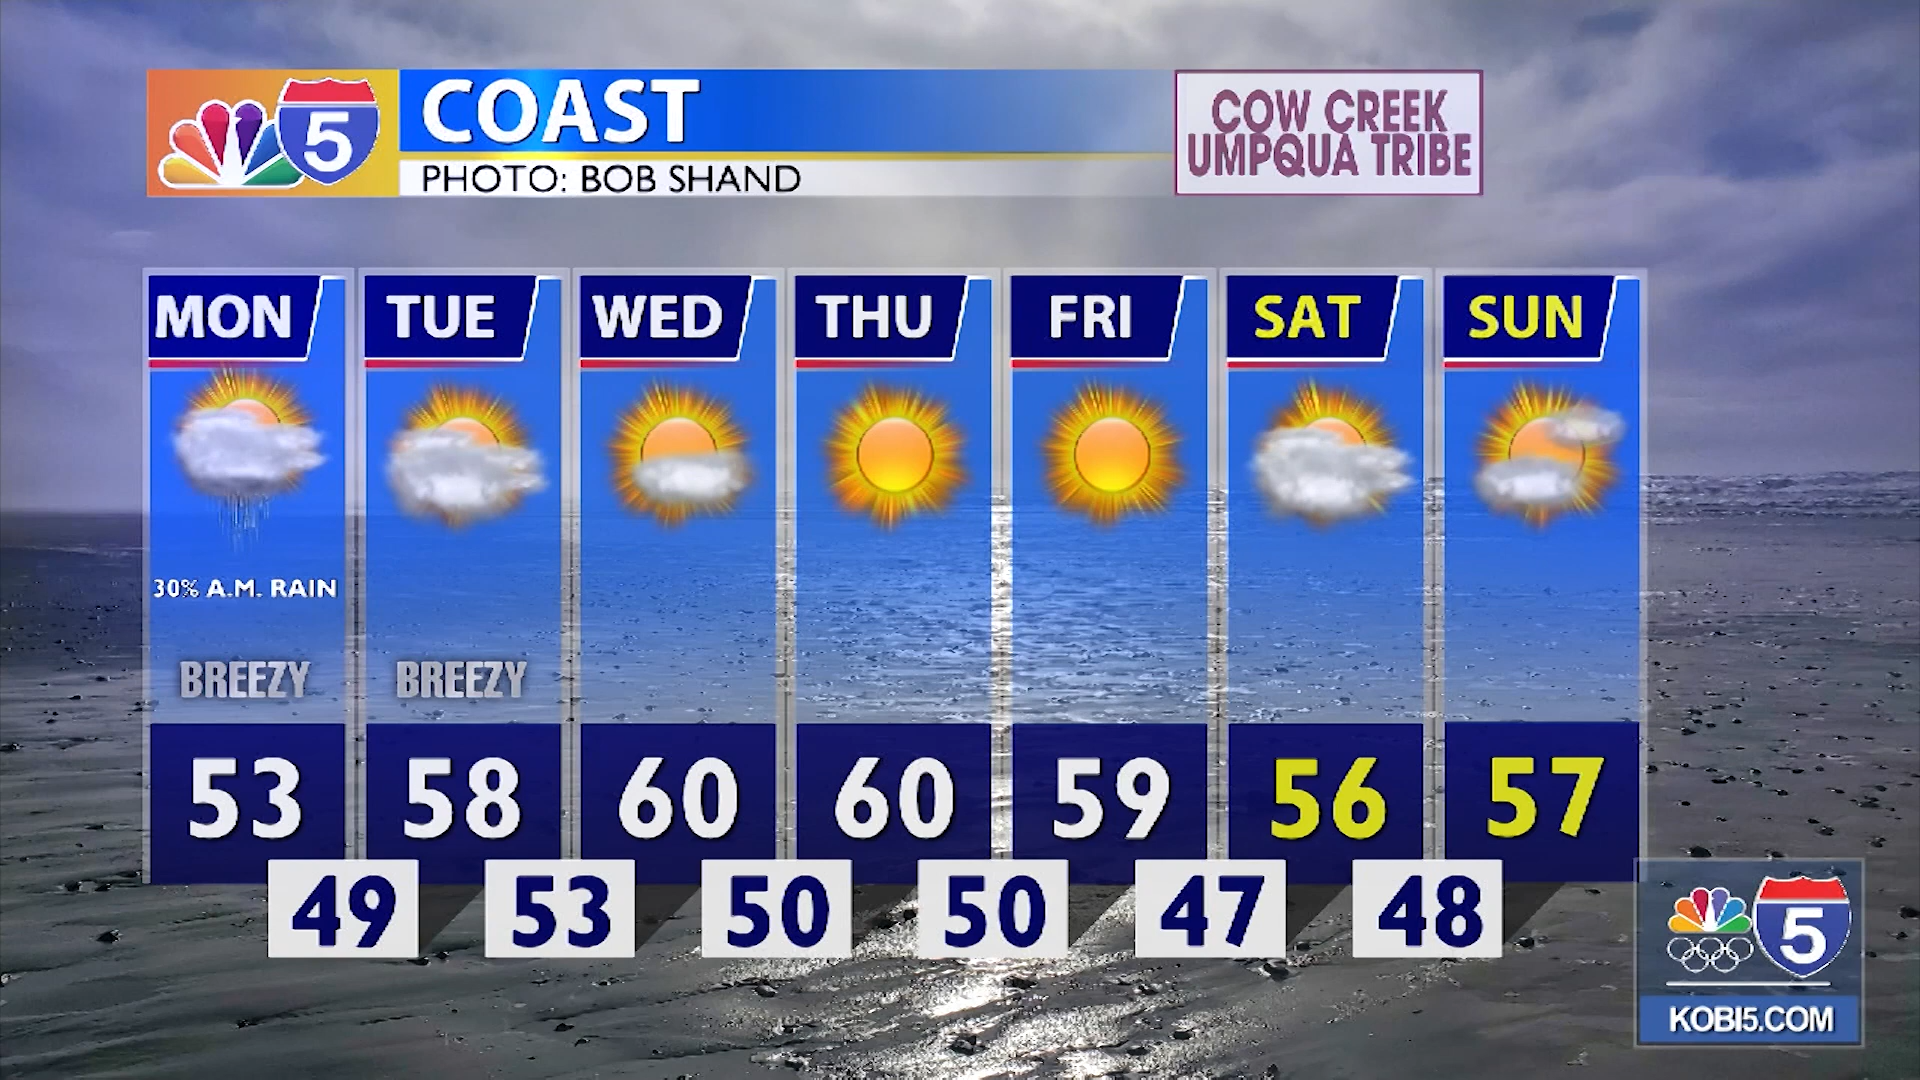 5 COAST
PHOTO: BOB SHAND
COW CREEK
UMPQUA TRIBE
MON TUE WED THU FRI SAT SUN
30% A.M. RAIN
BREEZY BREEZY
53 58 60 60 59 56 57
49 53 50 50 47 48
5
KOBI5.COM